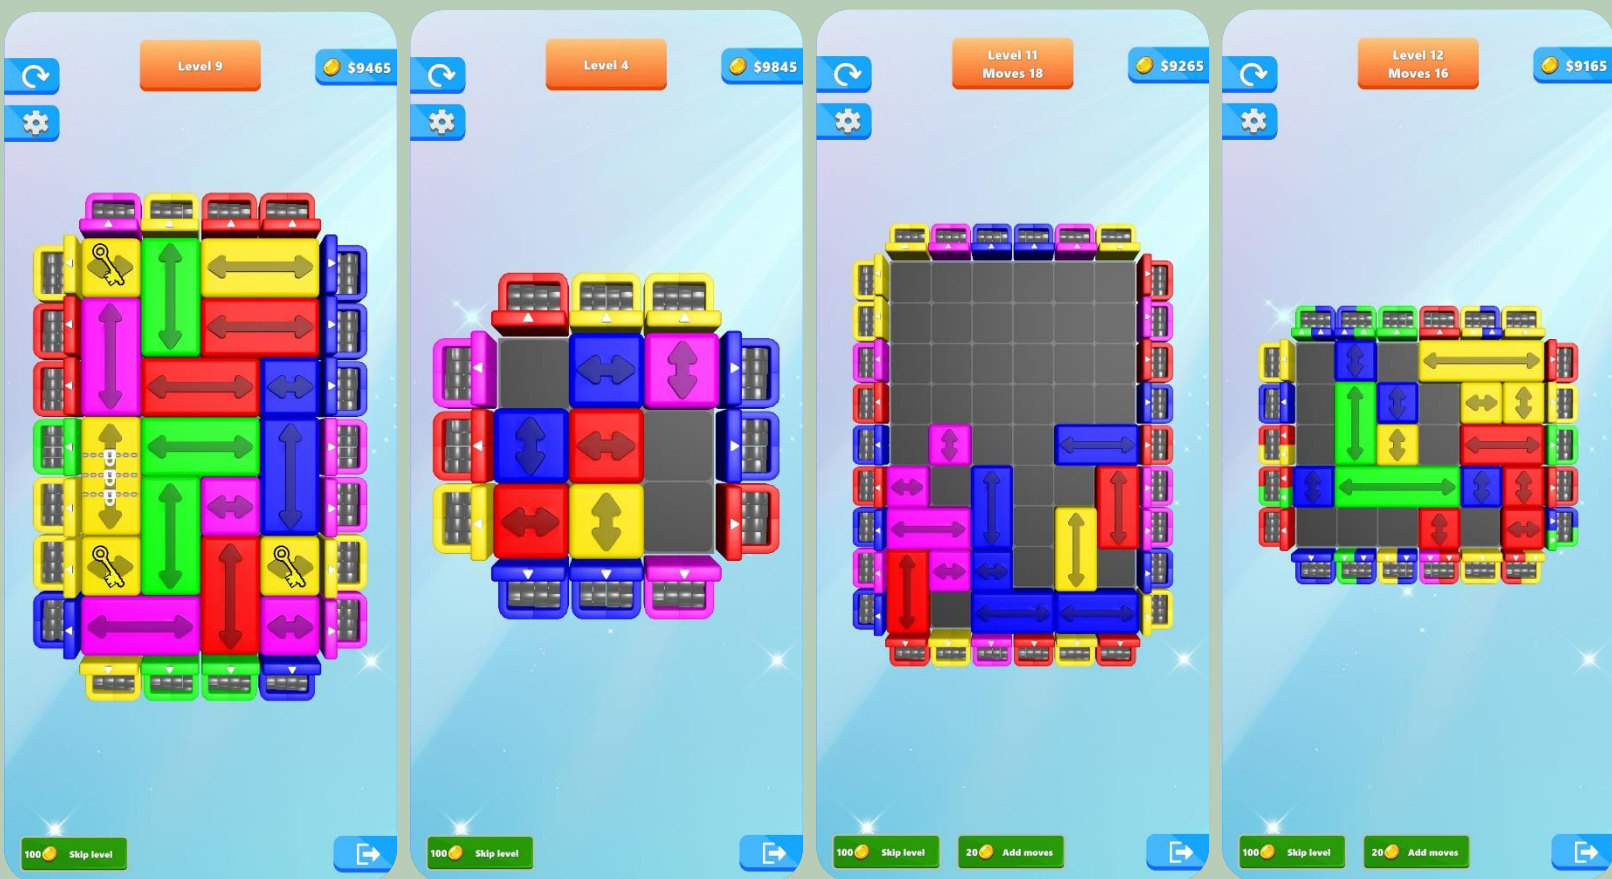 Level 9
$9465
100 Skip level
Level 4
$9845
100 Skip level
Level 11
Moves 18
$9265
100 Skip level
20 Add moves
Level 12
Moves 16
$9165
100 Skip level
20 Add moves